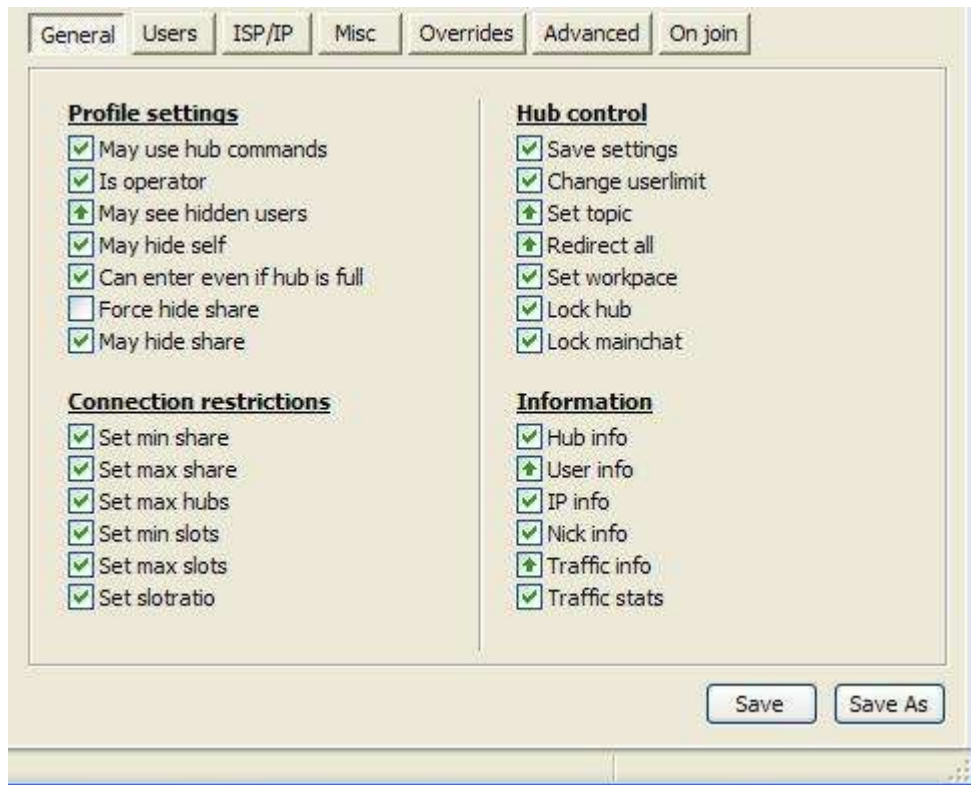 General Users ISP/IP Misc Overrides Advanced On join
Profile settings
May use hub commands
Is operator
May see hidden users
May hide self
Can enter even if hub is full
Force hide share
May hide share
Connection restrictions
Set min share
Set max share
Set max hubs
Set min slots
Set max slots
Set slotratio
Hub control
Save settings
Change userlimit
Set topic
Redirect all
Set workpace
Lock hub
Lock mainchat
Information
Hub info
User info
IP info
Nick info
Traffic info
Traffic stats
Save Save As